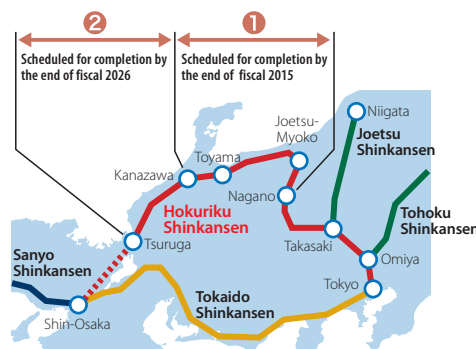 2
1
Scheduled for completion by
the end of fiscal 2026
Scheduled for completion by
the end of fiscal 2015
Joetsu-
Myoko
Niigata
Toyama
Joetsu
Shinkansen
Kanazawa
Nagano
Hokuriku
Shinkansen
Tohoku
Shinkansen
Tsuruga
Takasaki
Omiya
Sanyo
Shinkansen
Tokyo
Tokaido
Shinkansen
Shin-Osaka